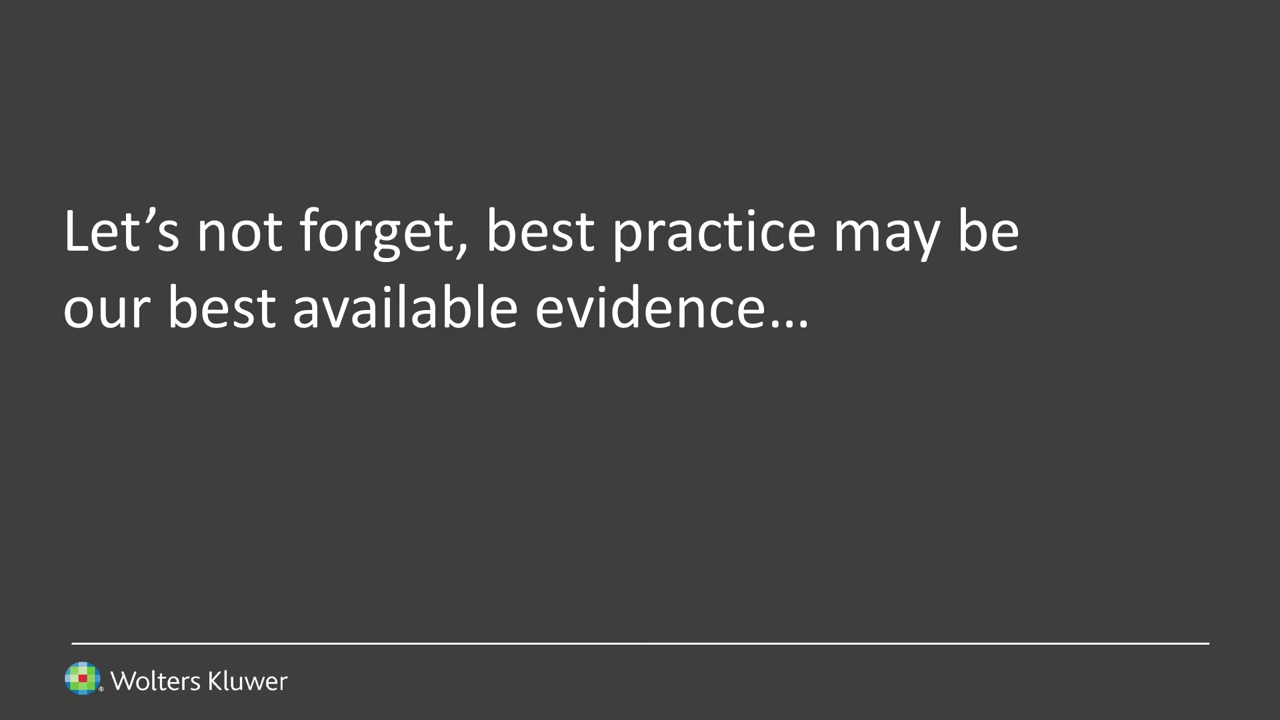 Let’s not forget, best practice may be
our best available evidence…
Wolters Kluwer